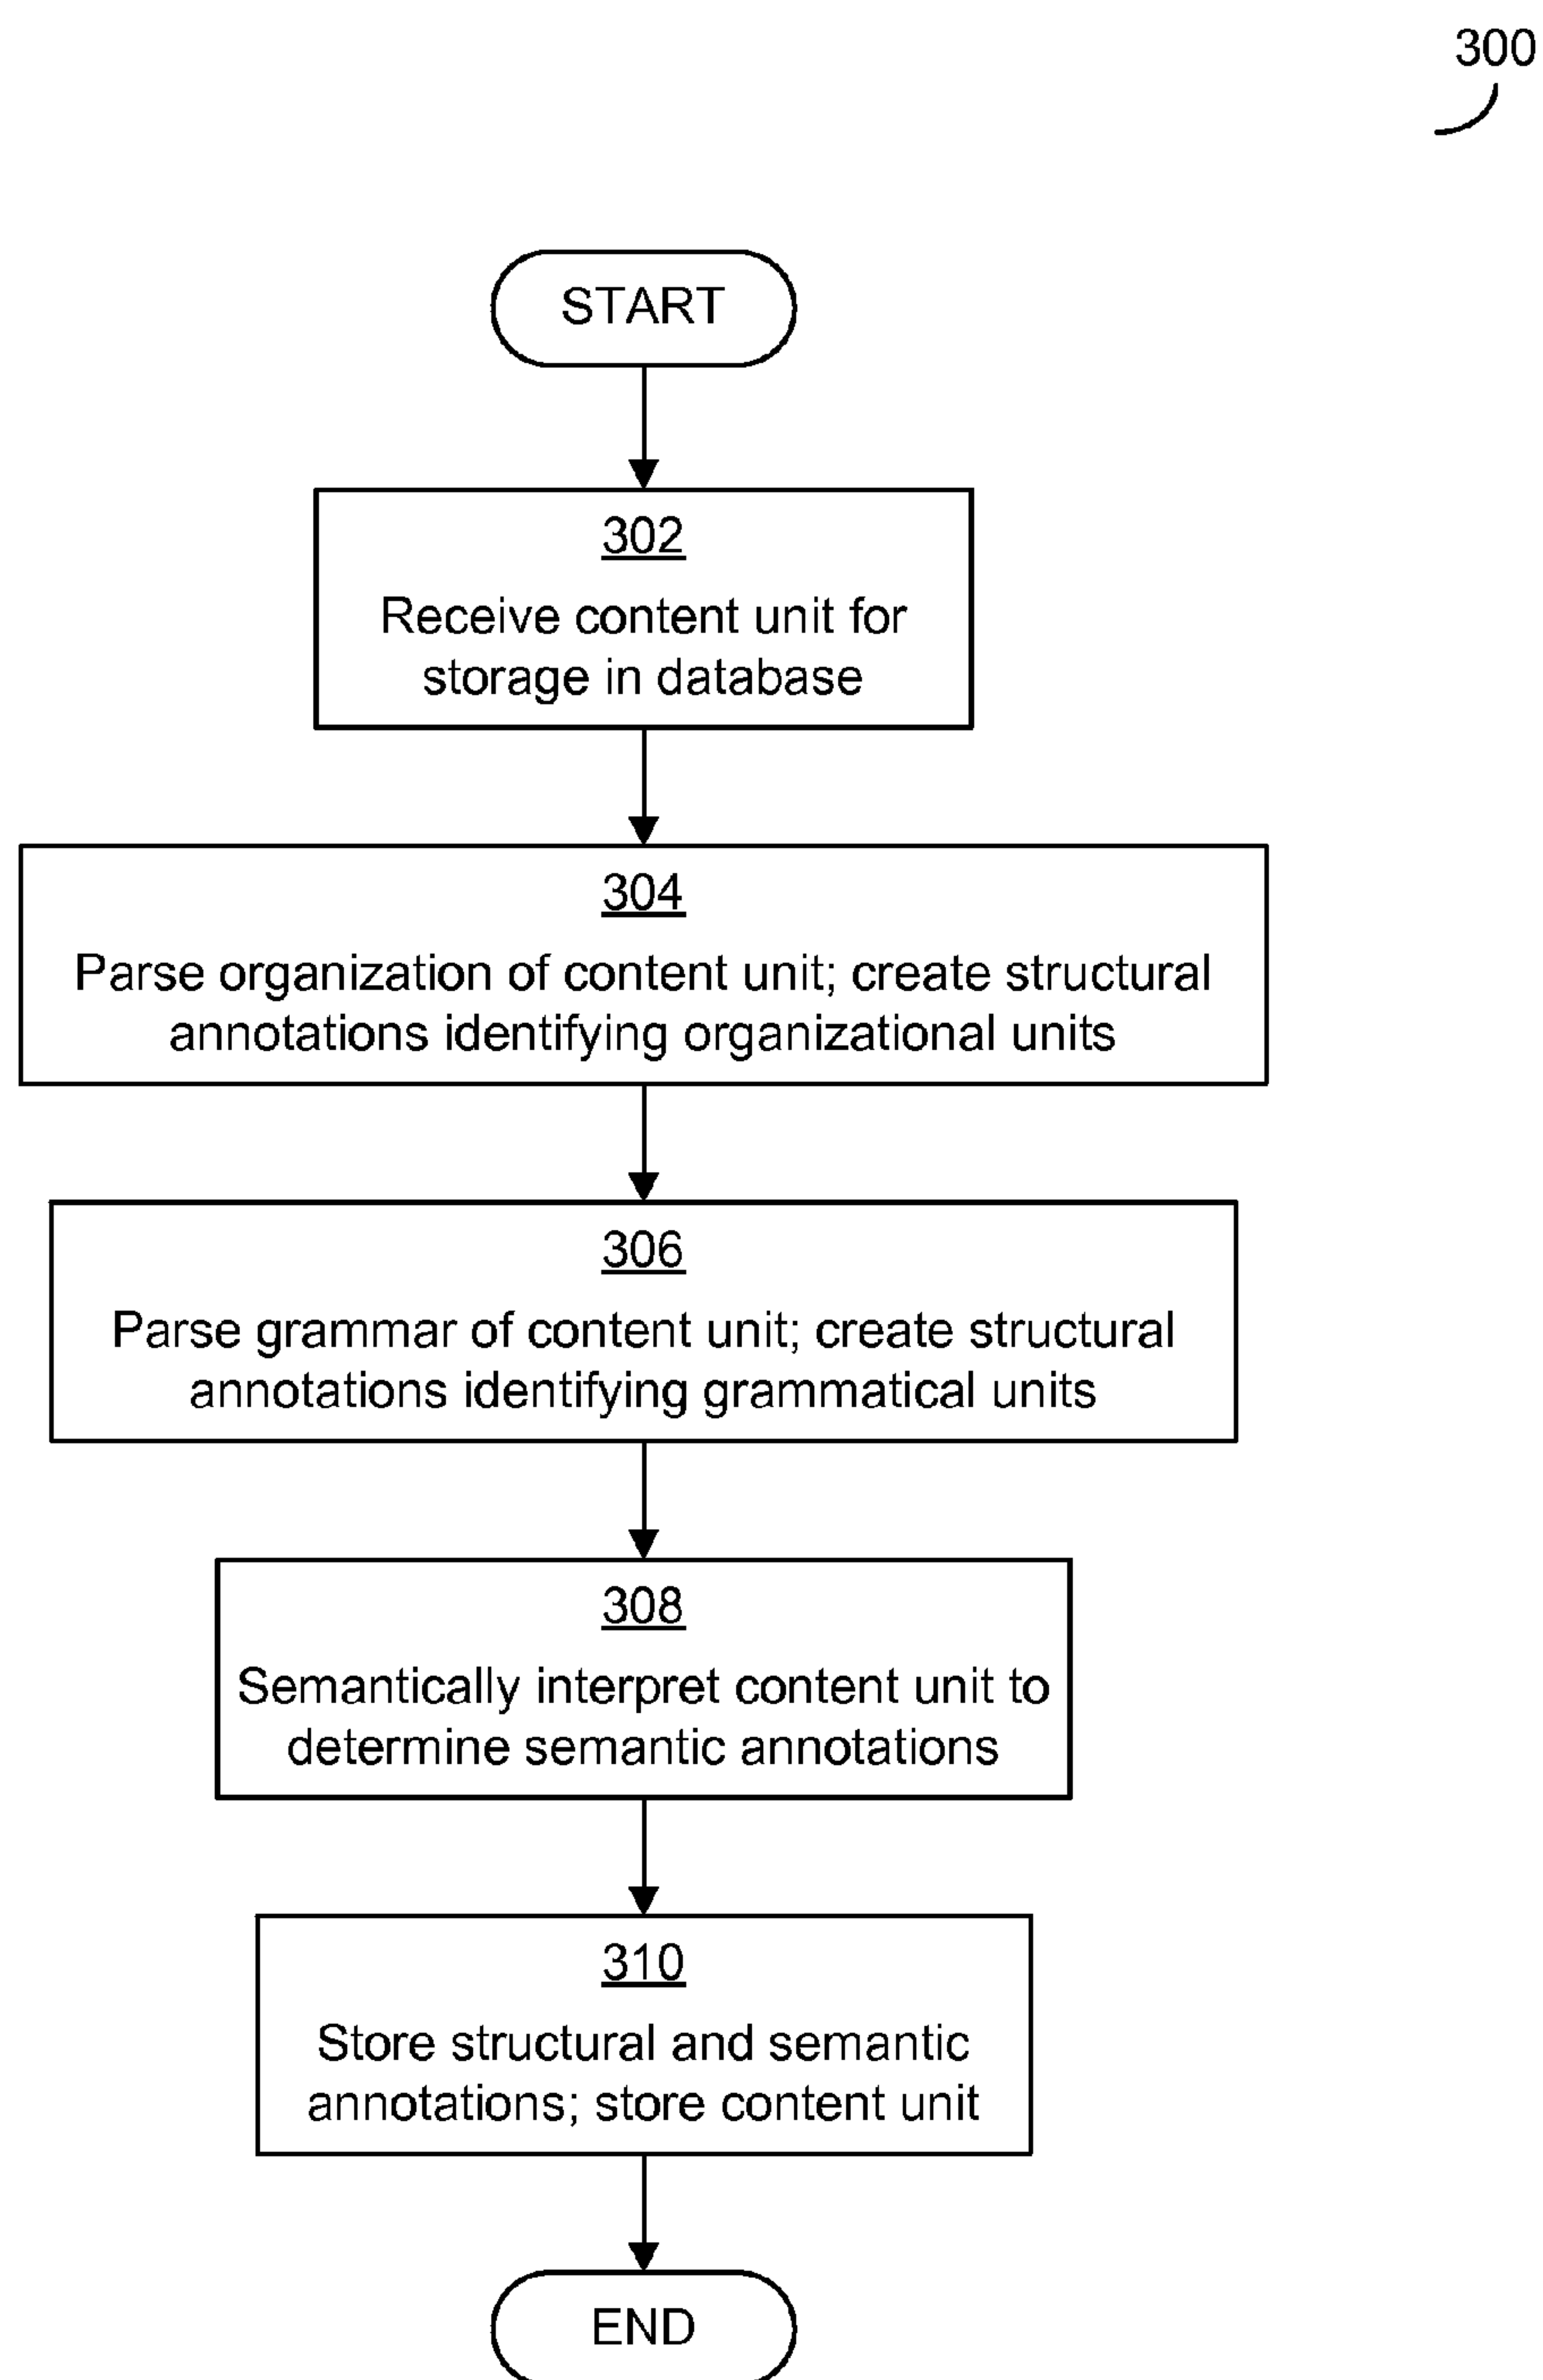 300
START
302
Receive content unit for
storage in database
304
Parse organization of content unit; create structural
annotations identifying organizational units
306
Parse grammar of content unit; create structural
annotations identifying grammatical units
308
Semantically interpret content unit to
determine semantic annotations
310
Store structural and semantic
annotations; store content unit
END